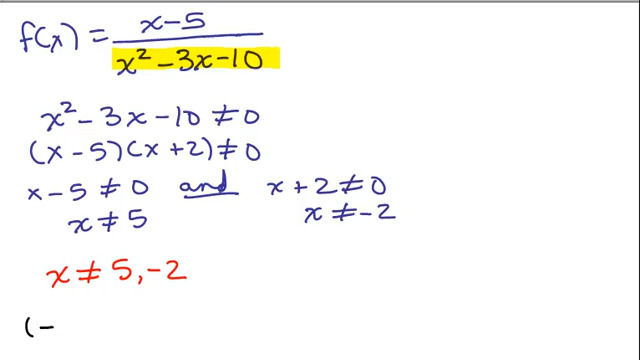 f(x) = x-5 / x² - 3x - 10
x² - 3x - 10 ≠ 0
(x - 5)(x + 2) ≠ 0
x - 5 ≠ 0 and x + 2 ≠ 0
x ≠ 5 x ≠ -2
x ≠ 5, -2
(-